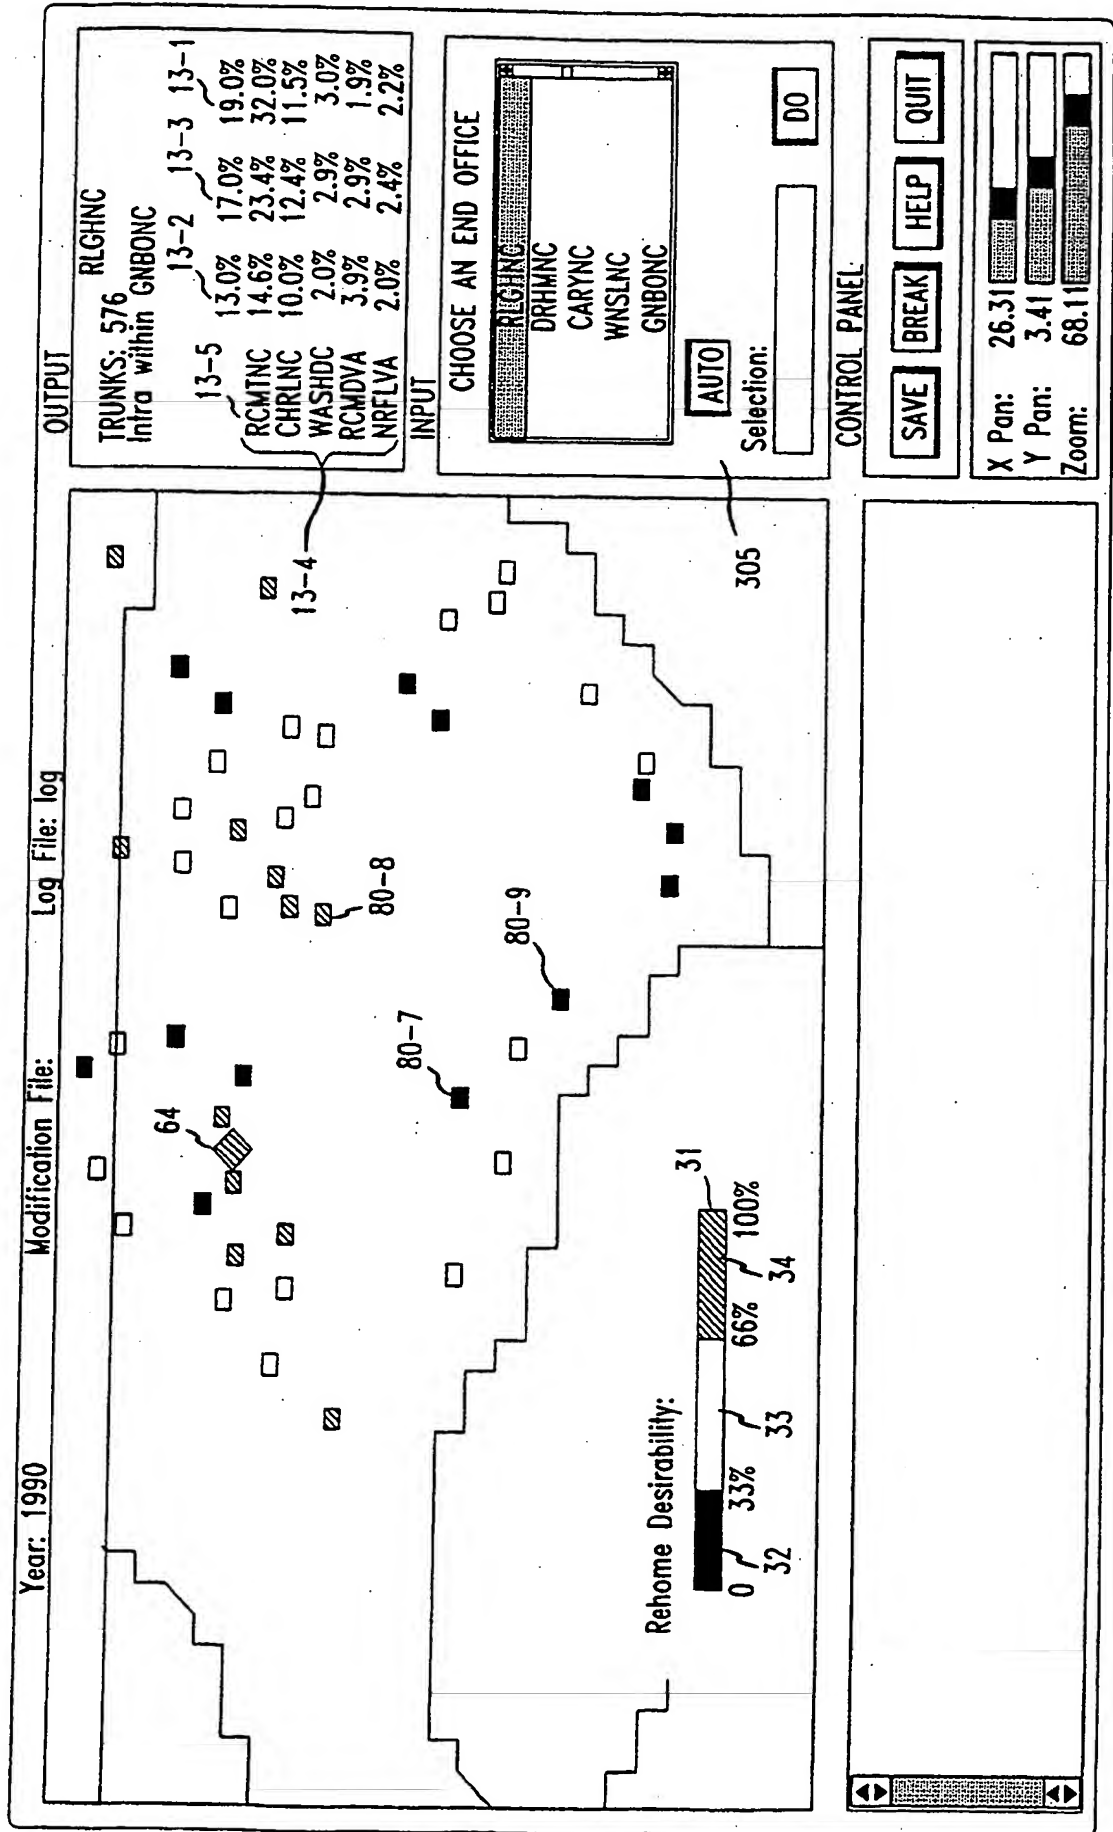 Year: 1990 Modification File: Log File: log
OUTPUT
TRUNKS: 576 RLGHNC
Intra within GNBONC
13-5 13-2 13-3 13-1
RCMTNC 13.0% 17.0% 19.0%
CHRLNC 14.6% 23.4% 32.0%
WASHDC 10.0% 12.4% 11.5%
RCMDVA 2.0% 2.9% 3.0%
NRFLVA 3.9% 2.9% 1.9%
2.0% 2.4% 2.2%
13-4
INPUT
CHOOSE AN END OFFICE
RLGHNC
DRHMNC
CARYNC
WNSLNC
GNBONC
AUTO
Selection:
DO
305
CONTROL PANEL
SAVE BREAK HELP QUIT
X Pan: 26.31
Y Pan: 3.41
Zoom: 68.11
64
80-8
80-7
80-9
Rehome Desirability:
31
0 33% 66% 100%
32 33 34